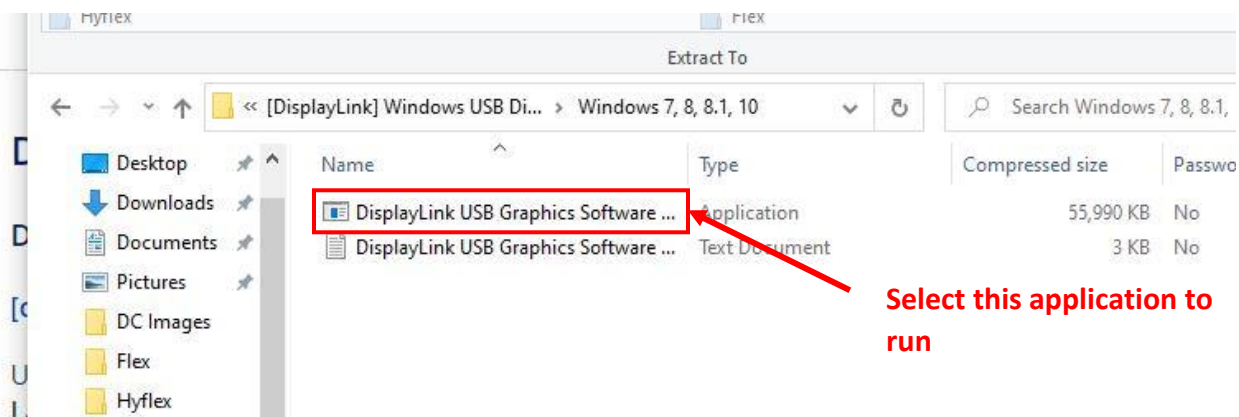 Hyflex Flex
Extract To
« [DisplayLink] Windows USB Di... › Windows 7, 8, 8.1, 10 Search Windows 7, 8, 8.1,
Desktop Name Type Compressed size Passwo
Downloads DisplayLink USB Graphics Software ... Application 55,990 KB No
Documents DisplayLink USB Graphics Software ... Text Document 3 KB No
Pictures
DC Images
Flex
Hyflex
Select this application to
run